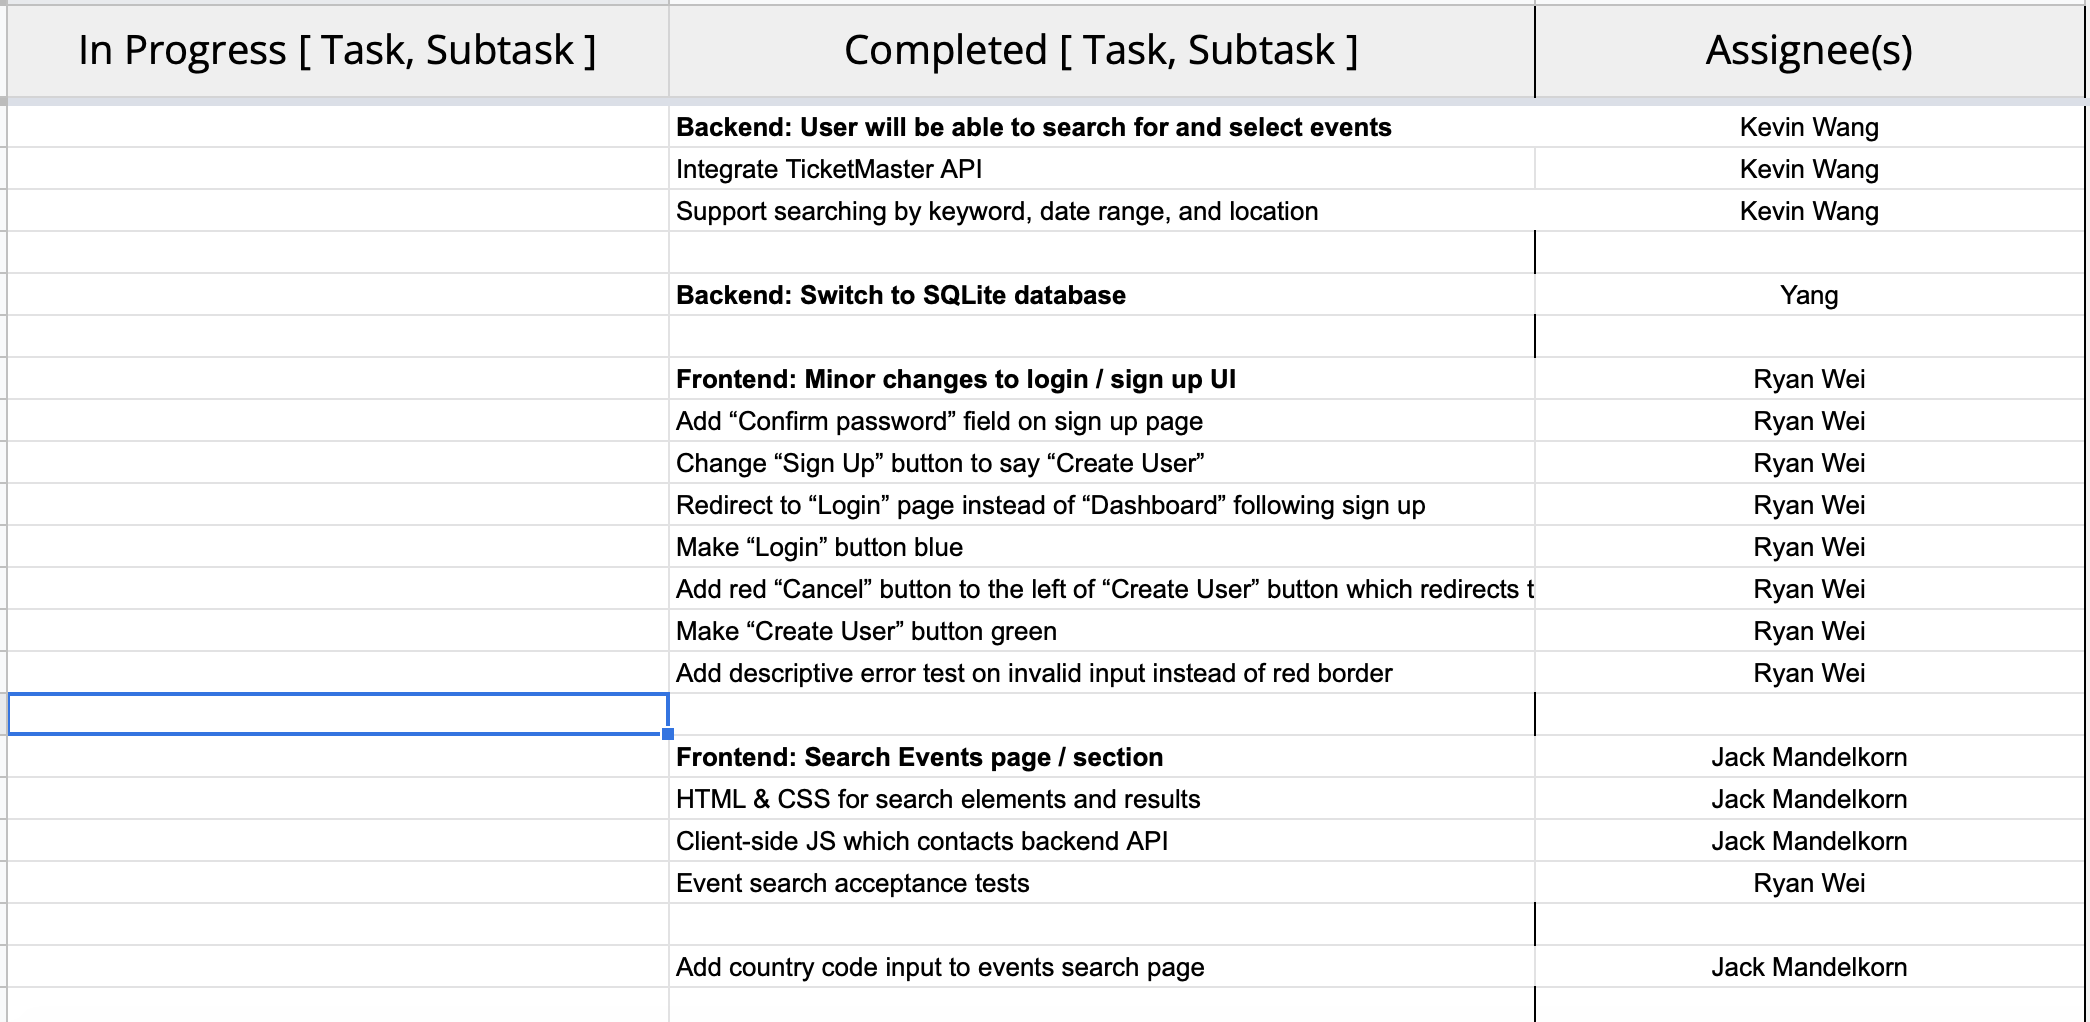 In Progress [ Task, Subtask ] Completed [ Task, Subtask ] Assignee(s)
Backend: User will be able to search for and select events Kevin Wang
Integrate TicketMaster API Kevin Wang
Support searching by keyword, date range, and location Kevin Wang
Backend: Switch to SQLite database Yang
Frontend: Minor changes to login / sign up UI Ryan Wei
Add “Confirm password” field on sign up page Ryan Wei
Change “Sign Up” button to say “Create User” Ryan Wei
Redirect to “Login” page instead of “Dashboard” following sign up Ryan Wei
Make “Login” button blue Ryan Wei
Add red “Cancel” button to the left of “Create User” button which redirects t Ryan Wei
Make “Create User” button green Ryan Wei
Add descriptive error test on invalid input instead of red border Ryan Wei
Frontend: Search Events page / section Jack Mandelkorn
HTML & CSS for search elements and results Jack Mandelkorn
Client-side JS which contacts backend API Jack Mandelkorn
Event search acceptance tests Ryan Wei
Add country code input to events search page Jack Mandelkorn